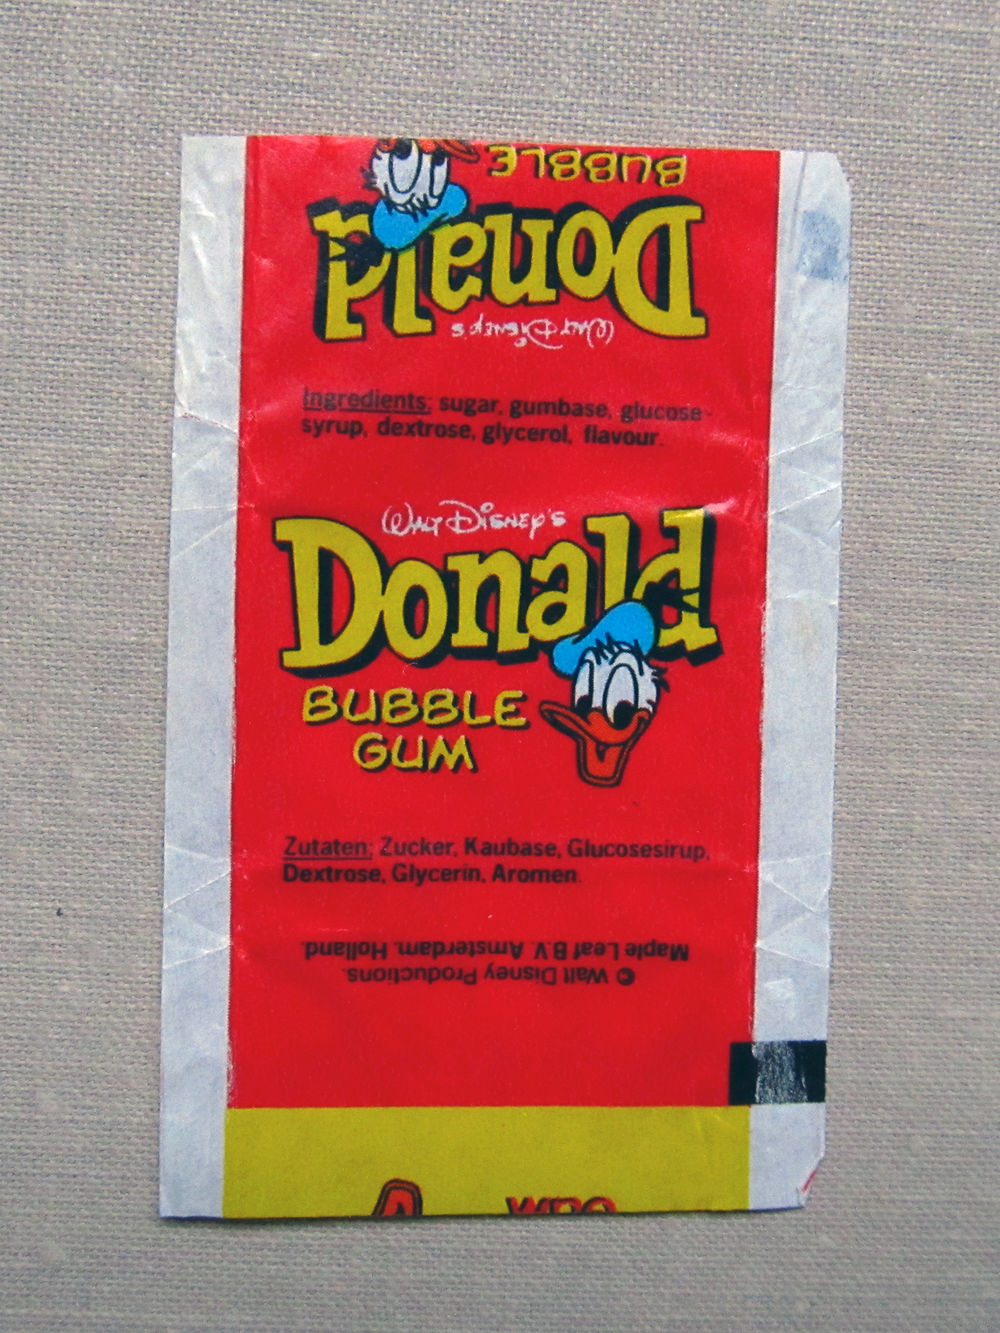 BUBBLE
Donald
Walt Disney's
Ingredients: sugar, gumbase, glucose-
syrup, dextrose, glycerol, flavour.
Walt Disney's
Donald
BUBBLE
GUM
Zutaten: Zucker, Kaubase, Glucosesirup,
Dextrose, Glycerin, Aromen.
© Walt Disney Productions.
Maple Leaf B.V. Amsterdam. Holland.
GUM